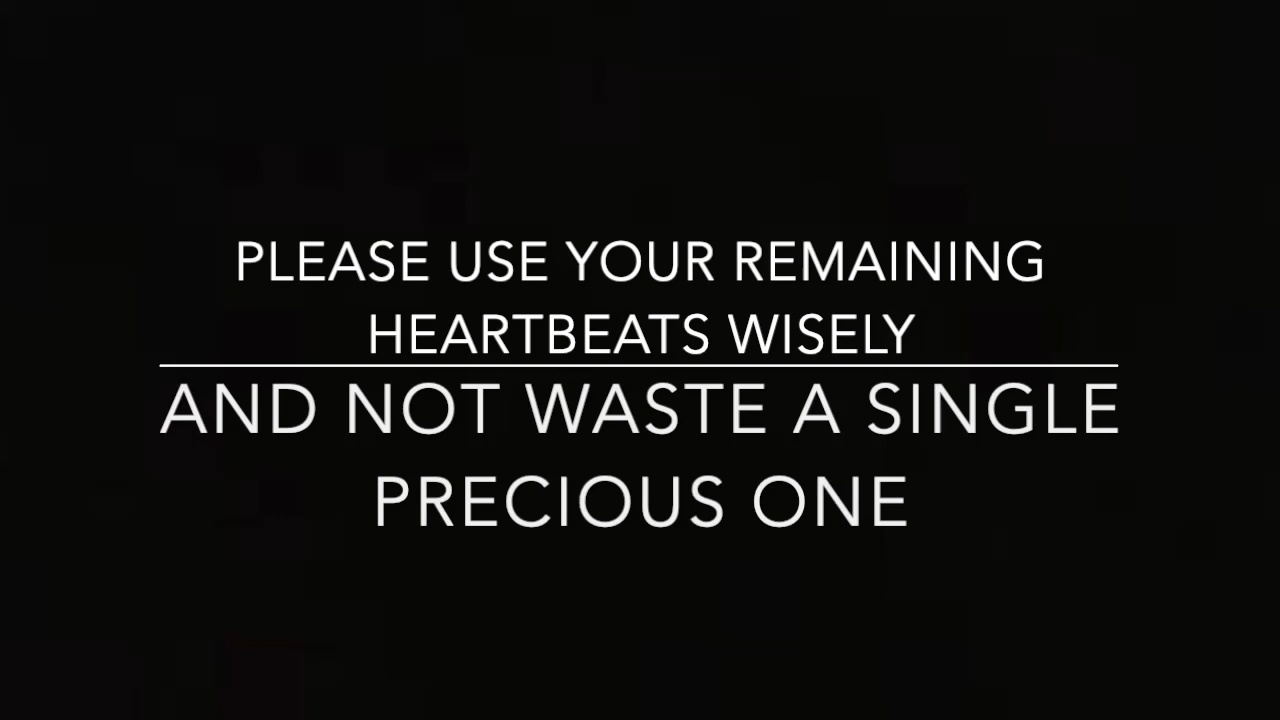 PLEASE USE YOUR REMAINING
HEARTBEATS WISELY
AND NOT WASTE A SINGLE
PRECIOUS ONE